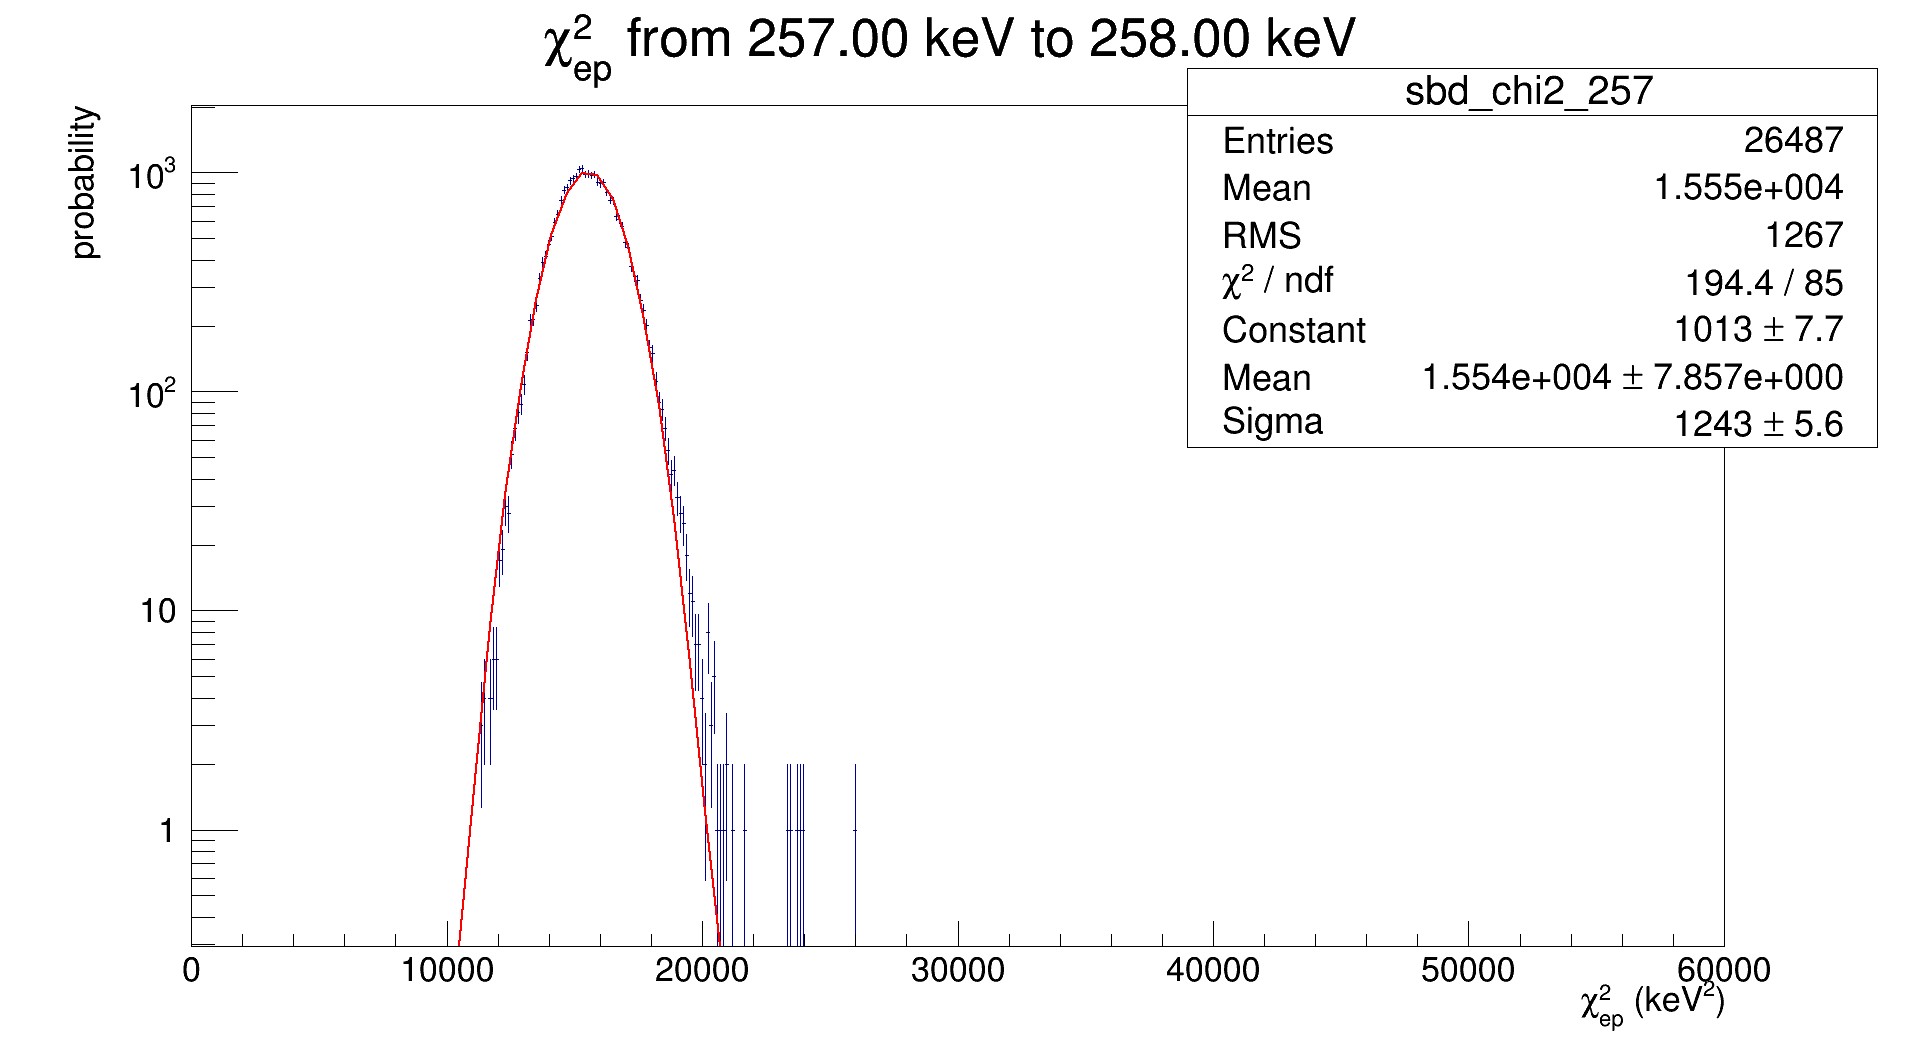 χ²ep from 257.00 keV to 258.00 keV
sbd_chi2_257
Entries 26487
Mean 1.555e+004
RMS 1267
χ² / ndf 194.4 / 85
Constant 1013 ± 7.7
Mean 1.554e+004 ± 7.857e+000
Sigma 1243 ± 5.6
probability
10³
10²
10
1
0 10000 20000 30000 40000 50000 60000
χ²ep (keV²)